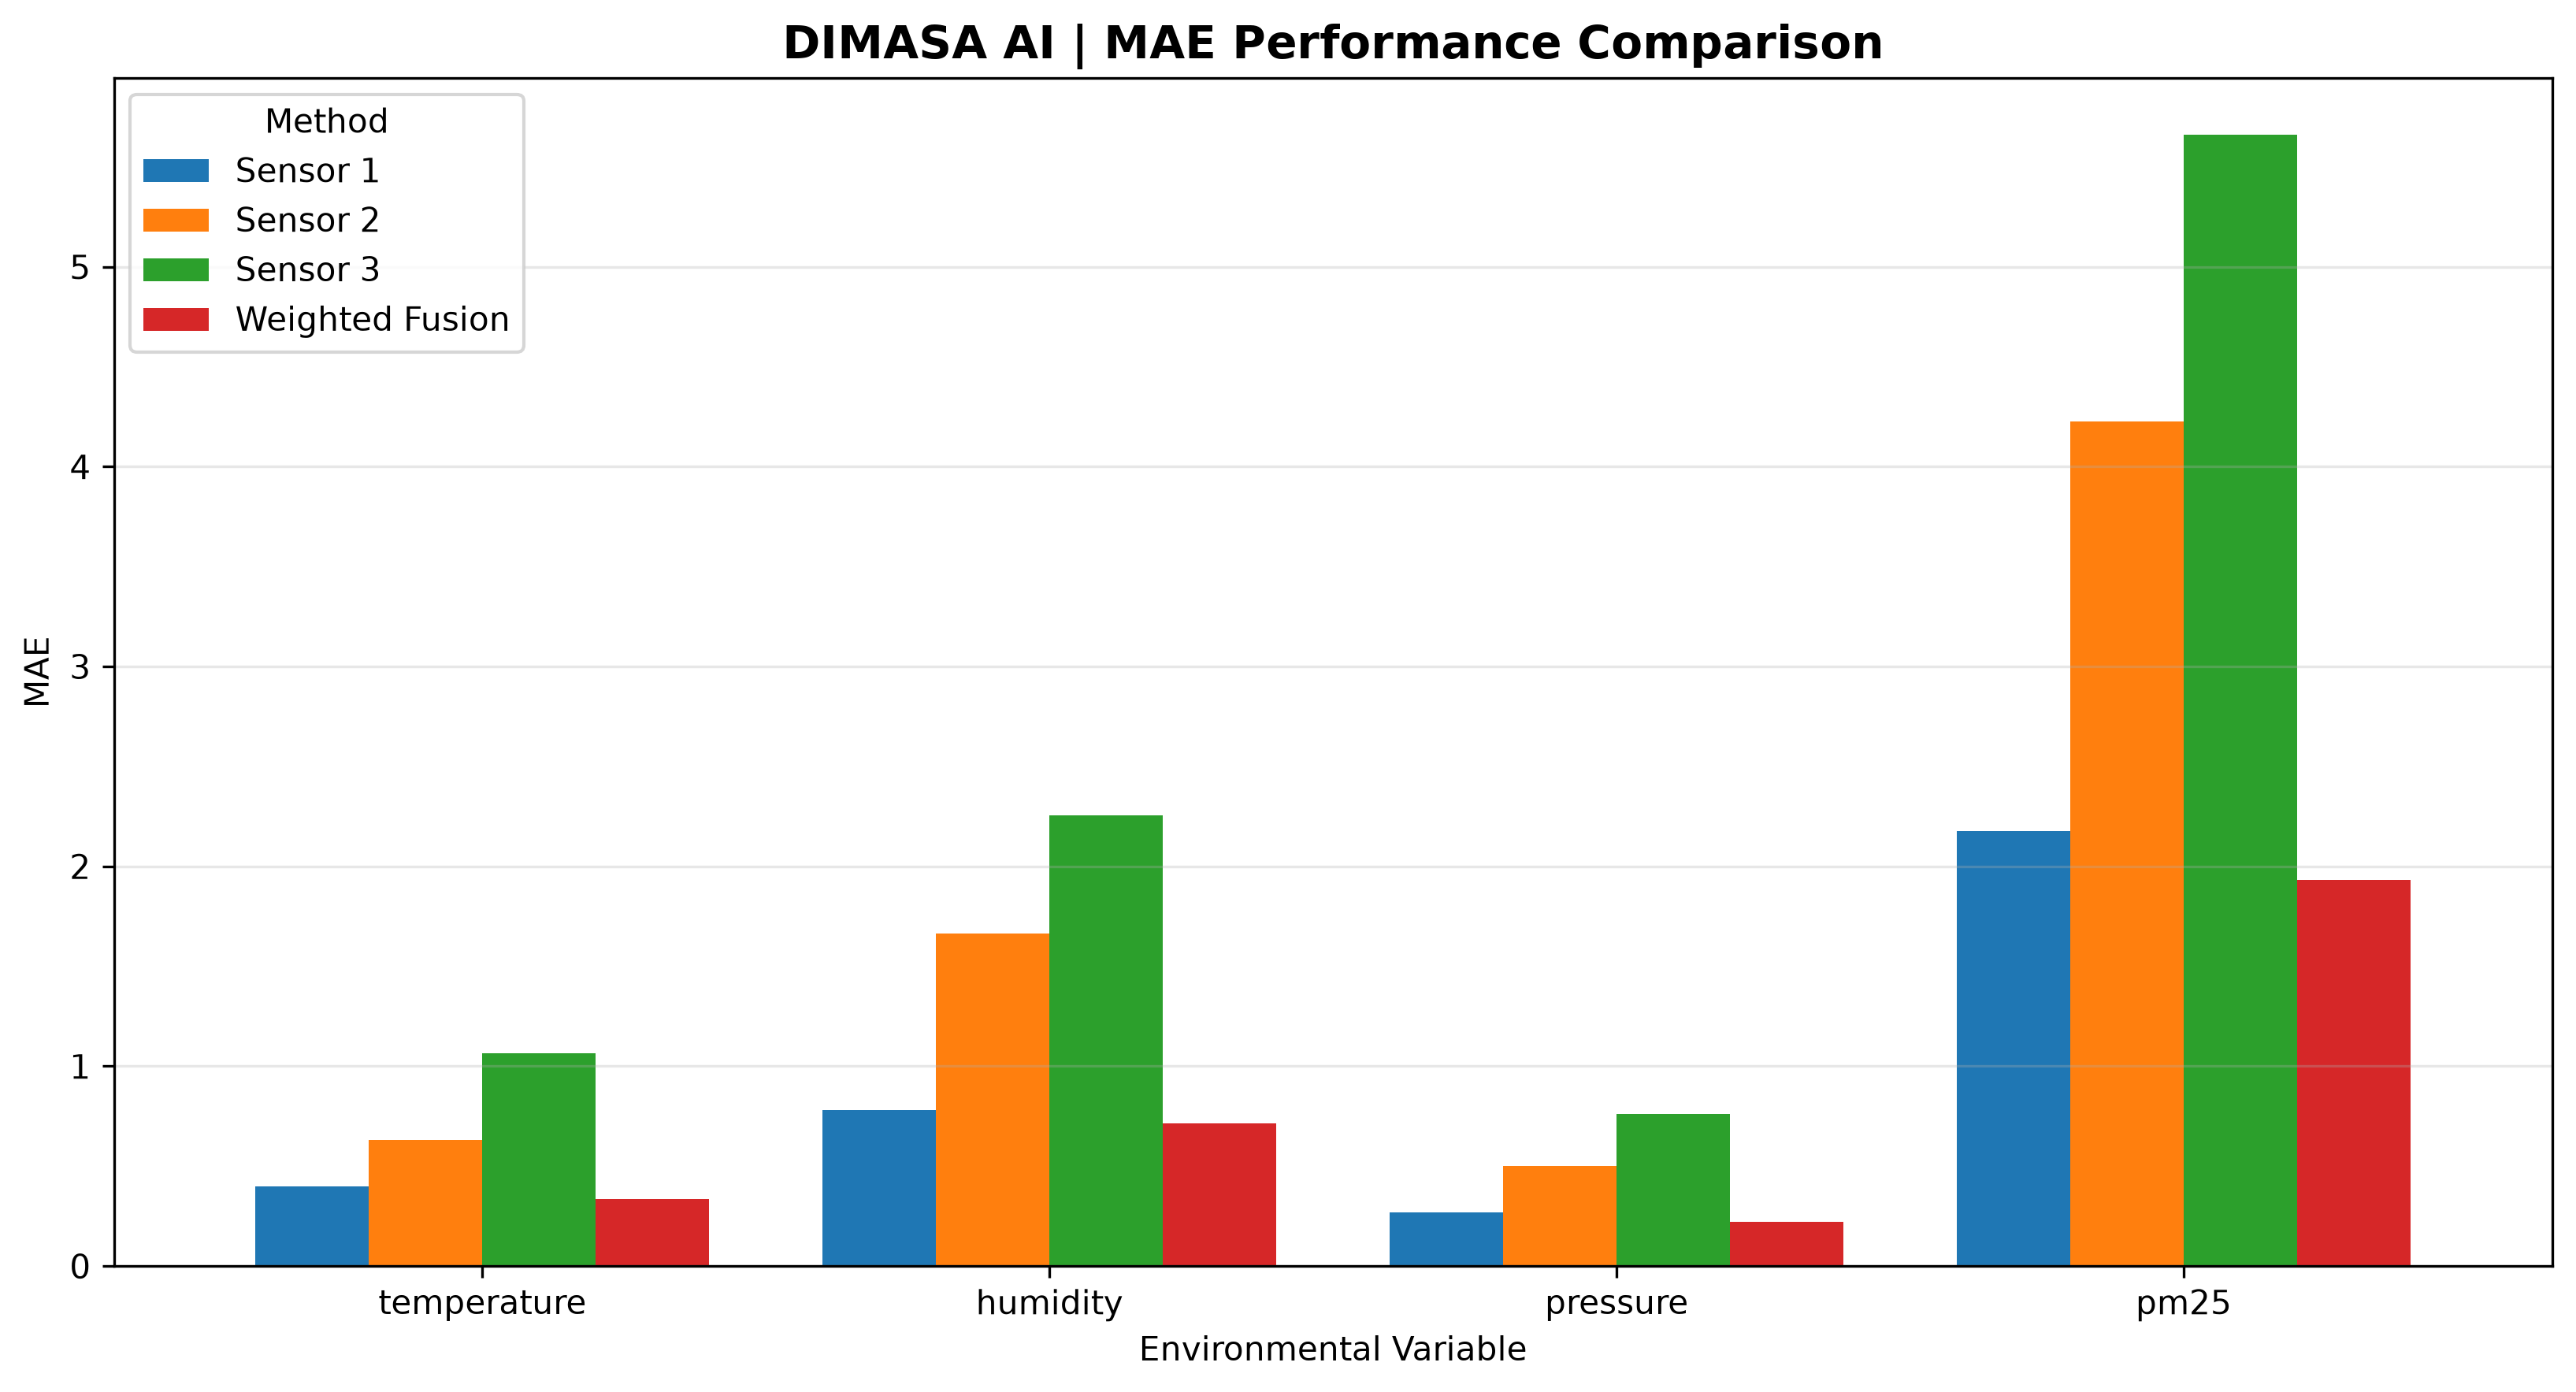 DIMASA AI | MAE Performance Comparison
Method
Sensor 1
Sensor 2
Sensor 3
Weighted Fusion
MAE
5
4
3
2
1
0
temperature
humidity
pressure
pm25
Environmental Variable